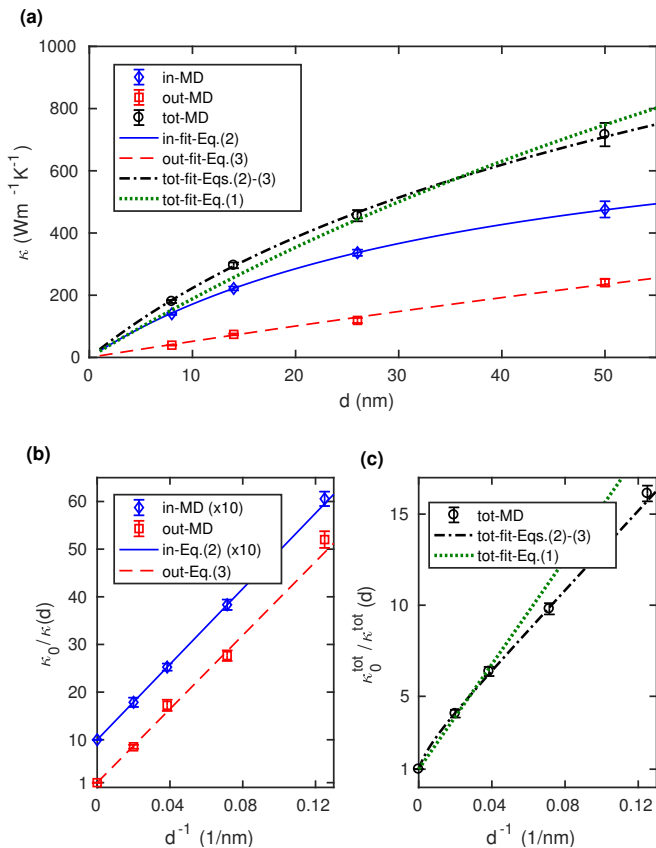 (a)
1000
800
600
400
200
0
κ (Wm⁻¹K⁻¹)
in-MD
out-MD
tot-MD
in-fit-Eq.(2)
out-fit-Eq.(3)
tot-fit-Eqs.(2)-(3)
tot-fit-Eq.(1)
0 10 20 30 40 50
d (nm)
(b)
60
50
40
30
20
10
1
κ₀/κ(d)
in-MD (x10)
out-MD
in-Eq.(2) (x10)
out-Eq.(3)
0 0.04 0.08 0.12
d⁻¹ (1/nm)
(c)
15
10
5
1
κ₀ᵗᵒᵗ/κᵗᵒᵗ(d)
tot-MD
tot-fit-Eqs.(2)-(3)
tot-fit-Eq.(1)
0 0.04 0.08 0.12
d⁻¹ (1/nm)